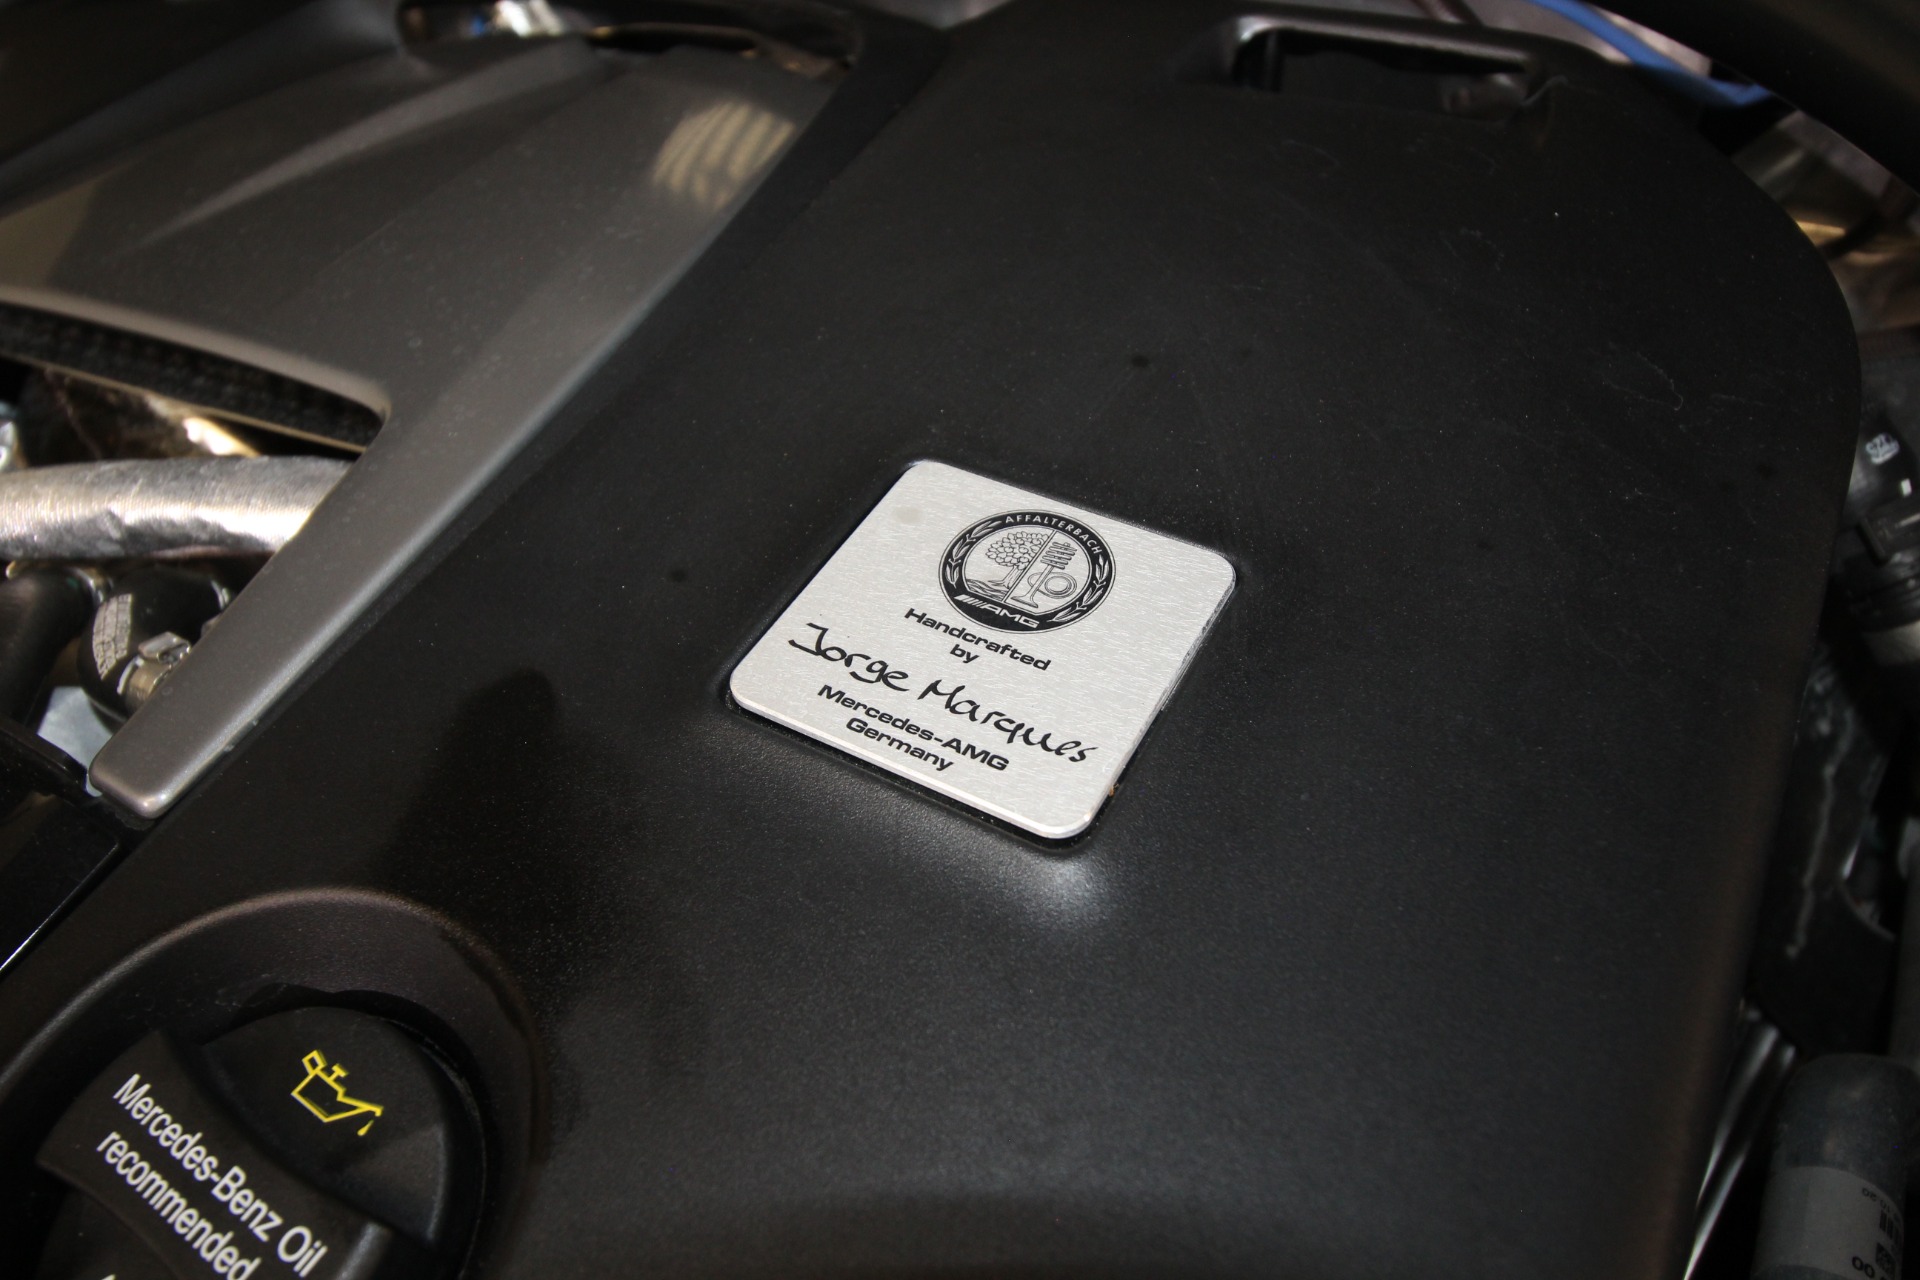 AFFALTERBACH
AMG
Handcrafted
by
Jorge Marques
Mercedes-AMG
Germany
Mercedes-Benz Oil
recommended